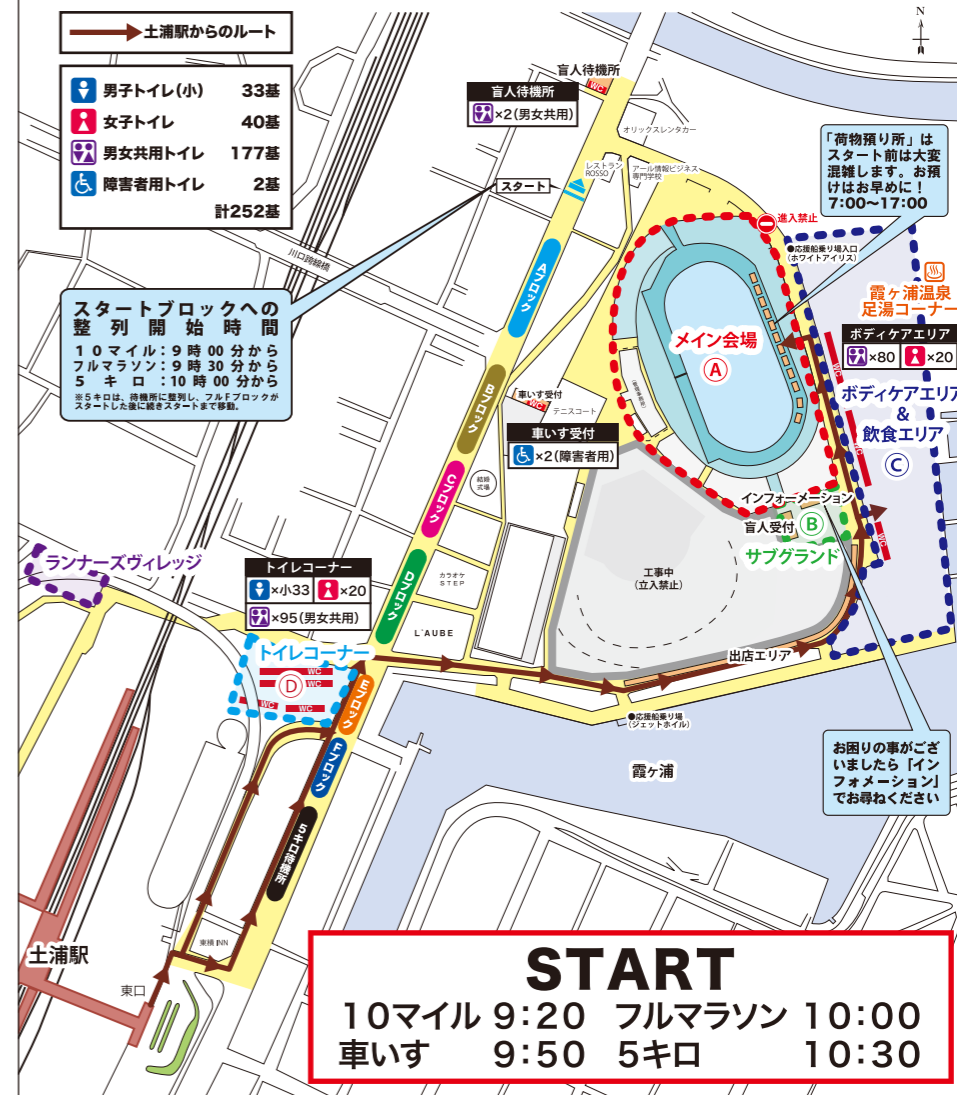 土浦駅からのルート
男子トイレ(小) 33基
女子トイレ 40基
男女共用トイレ 177基
障害者用トイレ 2基
計252基
N
盲人待機所
WC
盲人待機所
×2(男女共用)
オリックスレンタカー
レストラン
ROSSO
アール情報ビジネス
専門学校
スタート
「荷物預り所」は
スタート前は大変
混雑します。お預
けはお早めに!
7:00〜17:00
進入禁止
●応援船乗り場入口
(ホワイトアイリス)
川口跨線橋
霞ヶ浦温泉
足湯コーナー
スタートブロックへの
整列開始時間
10マイル:9時00分から
フルマラソン:9時30分から
5キロ:10時00分から
※5キロは、待機所に整列し、フルFブロックが
スタートした後に続きスタートまで移動。
Aブロック
メイン会場
A
ボディケアエリア
×80 ×20
WC
Bブロック
車いす受付
WC
テニスコート
ボディケアエリア
&
飲食エリア
C
WC
車いす受付
×2(障害者用)
Cブロック
結婚
式場
インフォーメーション
盲人受付
B
サブグランド
WC
ランナーズヴィレッジ
トイレコーナー
×小33 ×20
×95(男女共用)
Dブロック
カラオケ
STEP
工事中
(立入禁止)
L'AUBE
トイレコーナー
WC
WC
D
WC
WC
出店エリア
Eブロック
●応援船乗り場
(ジェットホイル)
Fブロック
霞ヶ浦
お困りの事がござ
いましたら「イン
フォメーション」
でお尋ねください
5キロ待機所
東横INN
土浦駅
東口
START
10マイル 9:20 フルマラソン 10:00
車いす 9:50 5キロ 10:30